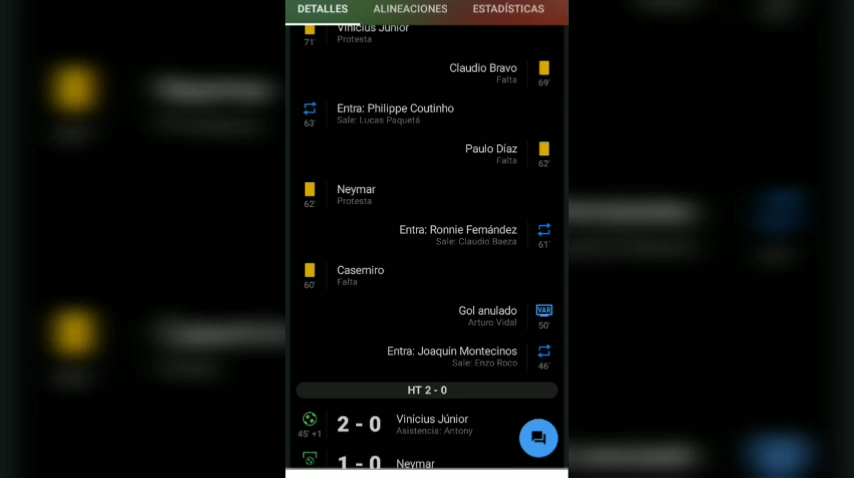 DETALLES ALINEACIONES ESTADÍSTICAS
Vinícius Júnior
71' Protesta
Claudio Bravo
Falta 69'
Entra: Philippe Coutinho
63' Sale: Lucas Paquetá
Paulo Díaz
Falta 62'
Neymar
62' Protesta
Entra: Ronnie Fernández
Sale: Claudio Baeza 61'
Casemiro
60' Falta
Gol anulado VAR
Arturo Vidal 50'
Entra: Joaquín Montecinos
Sale: Enzo Roco 46'
HT 2 - 0
2 - 0 Vinícius Júnior
45' +1 Asistencia: Antony
1 - 0 Neymar